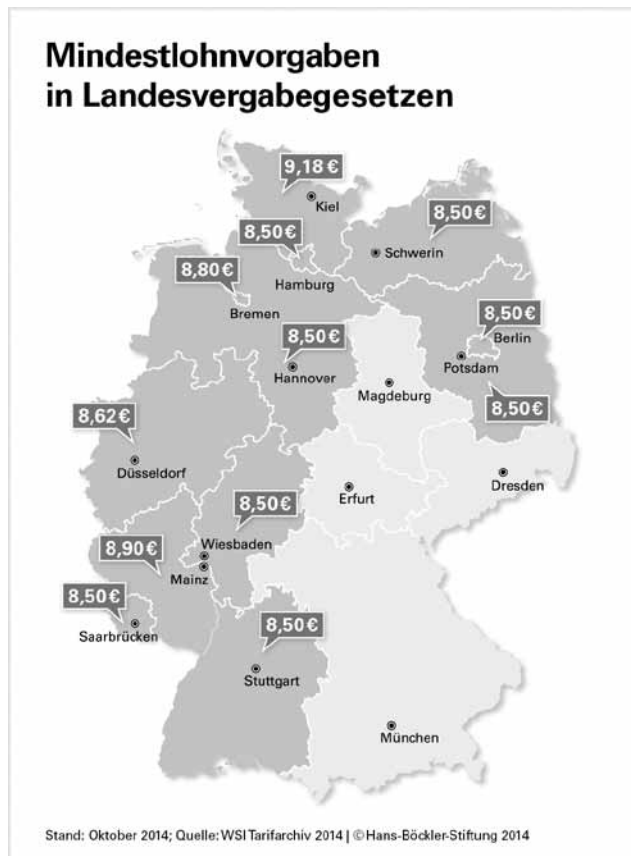 Mindestlohnvorgaben
in Landesvergabegesetzen
9,18 €
Kiel
8,50 €
8,50 €
Schwerin
Hamburg
8,80 €
Bremen
8,50 €
Berlin
8,50 €
Hannover
Potsdam
Magdeburg
8,50 €
8,62 €
Düsseldorf
Erfurt
Dresden
8,50 €
Wiesbaden
8,90 €
Mainz
8,50 €
Saarbrücken
8,50 €
Stuttgart
München
Stand: Oktober 2014; Quelle: WSI Tarifarchiv 2014 | © Hans-Böckler-Stiftung 2014